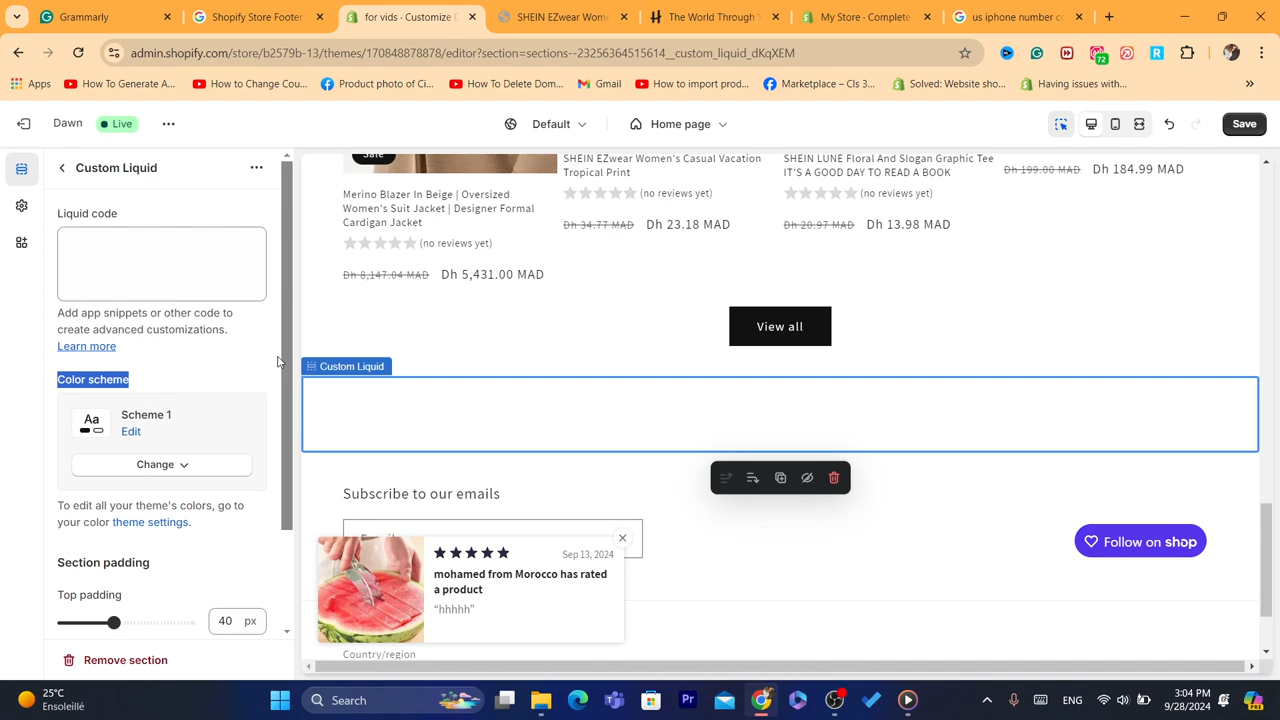 Grammarly
Shopify Store Footer
for vids · Customize D
SHEIN EZwear Wome
The World Through Y
My Store · Complete
us iphone number co
admin.shopify.com/store/b2579b-13/themes/170848878878/editor?section=sections--23256364515614__custom_liquid_dKqXEM
72
Apps
How To Generate A...
How to Change Cou...
Product photo of Ci...
How To Delete Dom...
Gmail
How to import prod...
Marketplace – Cls 3...
Solved: Website sho...
Having issues with...
Dawn
Live
Default
Home page
Save
Custom Liquid
Liquid code
Add app snippets or other code to
create advanced customizations.
Learn more
Color scheme
Aa
Scheme 1
Edit
Change
To edit all your theme's colors, go to
your color theme settings.
Section padding
Top padding
40 px
Remove section
Sale
Merino Blazer In Beige | Oversized
Women's Suit Jacket | Designer Formal
Cardigan Jacket
(no reviews yet)
Dh 8,147.04 MAD Dh 5,431.00 MAD
SHEIN EZwear Women's Casual Vacation
Tropical Print
(no reviews yet)
Dh 34.77 MAD Dh 23.18 MAD
SHEIN LUNE Floral And Slogan Graphic Tee
IT'S A GOOD DAY TO READ A BOOK
(no reviews yet)
Dh 20.97 MAD Dh 13.98 MAD
Dh 199.00 MAD Dh 184.99 MAD
View all
Custom Liquid
Subscribe to our emails
Follow on shop
Sep 13, 2024
mohamed from Morocco has rated
a product
“hhhhh”
Country/region
25°C
Ensoleillé
Search
ENG
3:04 PM
9/28/2024